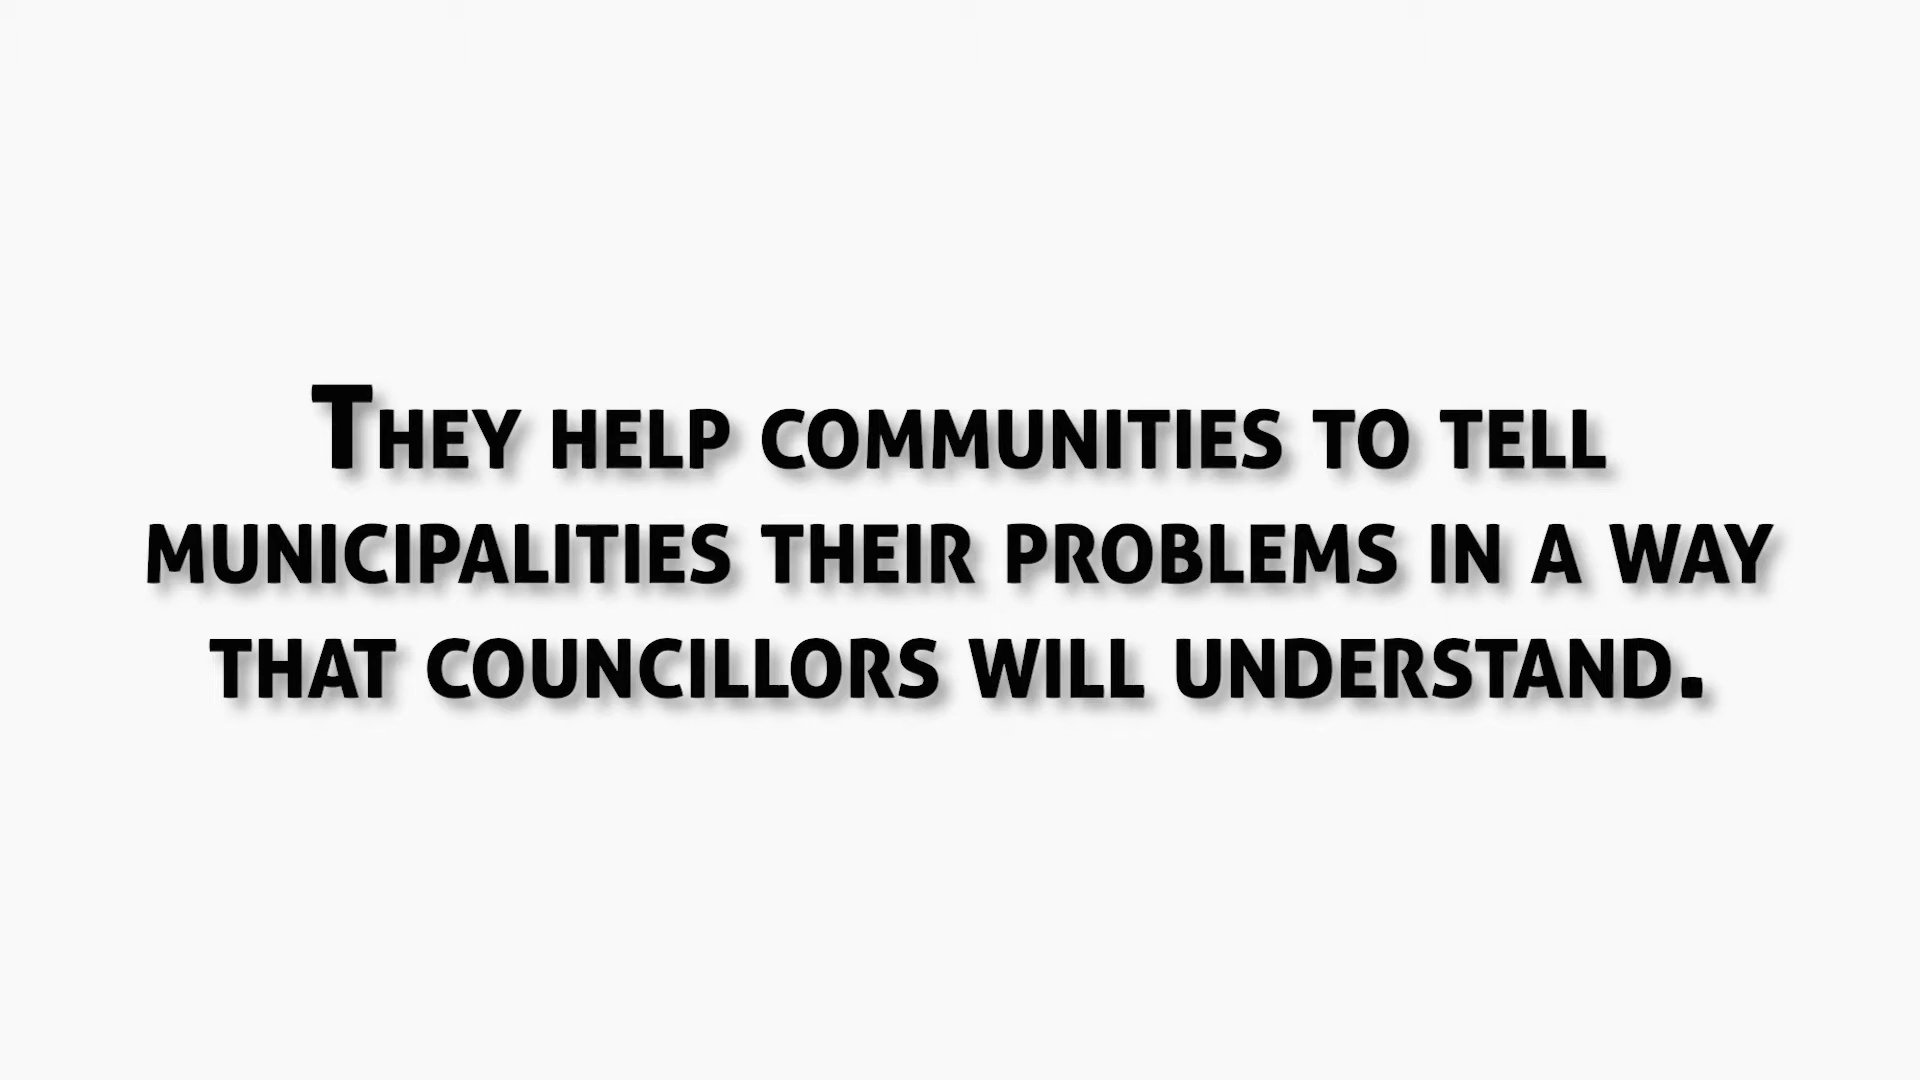 They help communities to tell
municipalities their problems in a way
that councillors will understand.